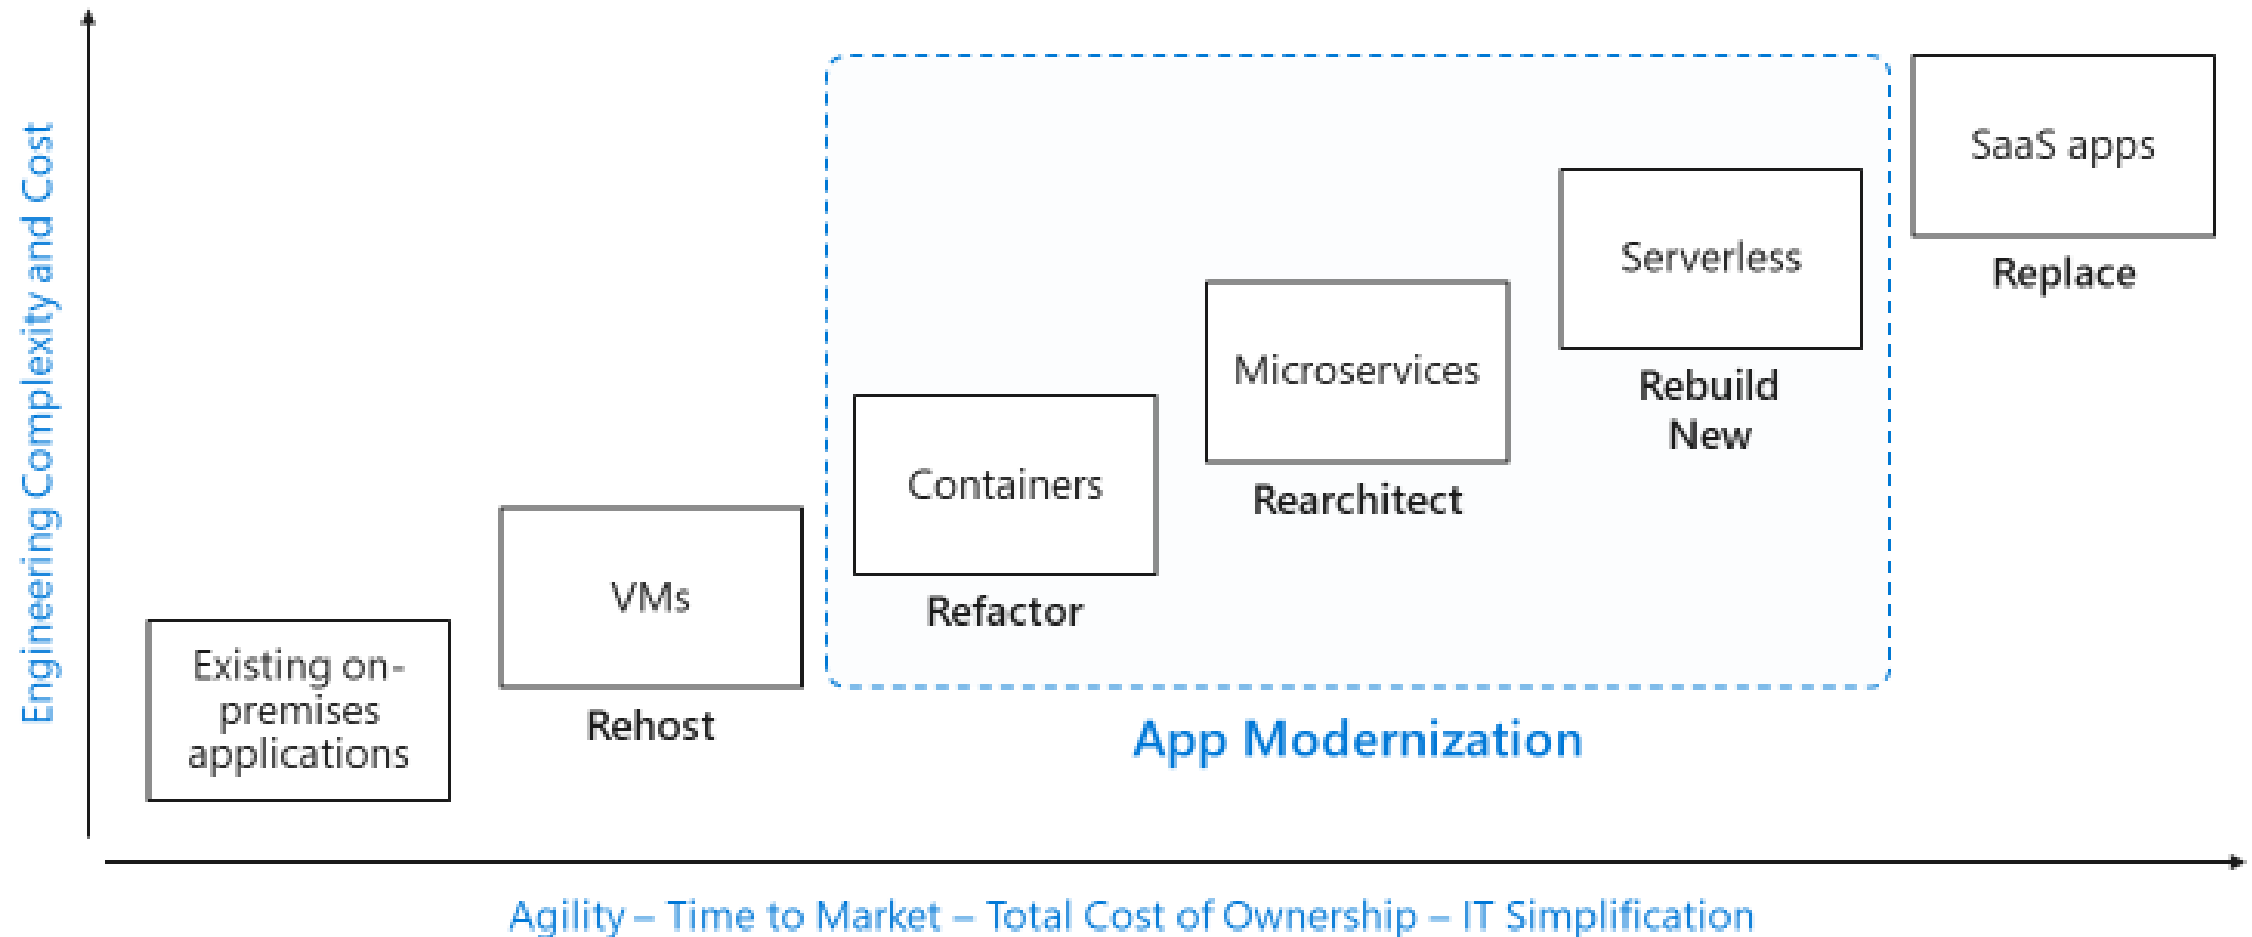 Engineering Complexity and Cost
SaaS apps
Replace
Serverless
Rebuild
New
Microservices
Rearchitect
Containers
Refactor
VMs
Rehost
Existing on-
premises
applications
App Modernization
Agility – Time to Market – Total Cost of Ownership – IT Simplification